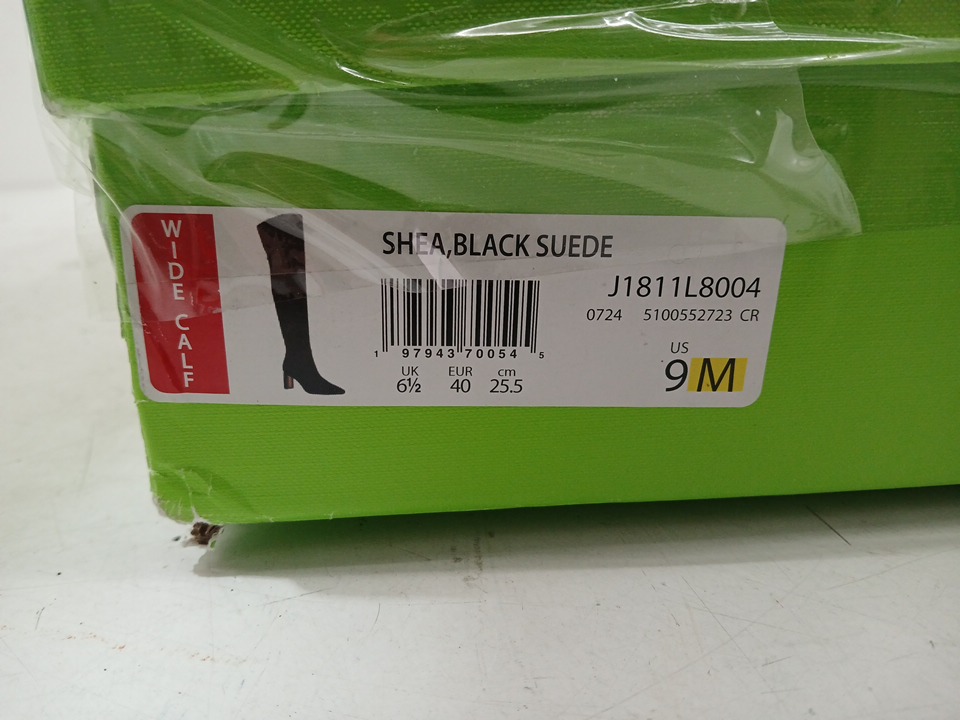 WIDE CALF
SHEA,BLACK SUEDE
J1811L8004
0724 5100552723 CR
1 97943 70054 5
UK EUR cm
6½ 40 25.5
US
9 M